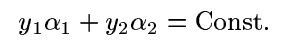 y₁α₁ + y₂α₂ = Const.